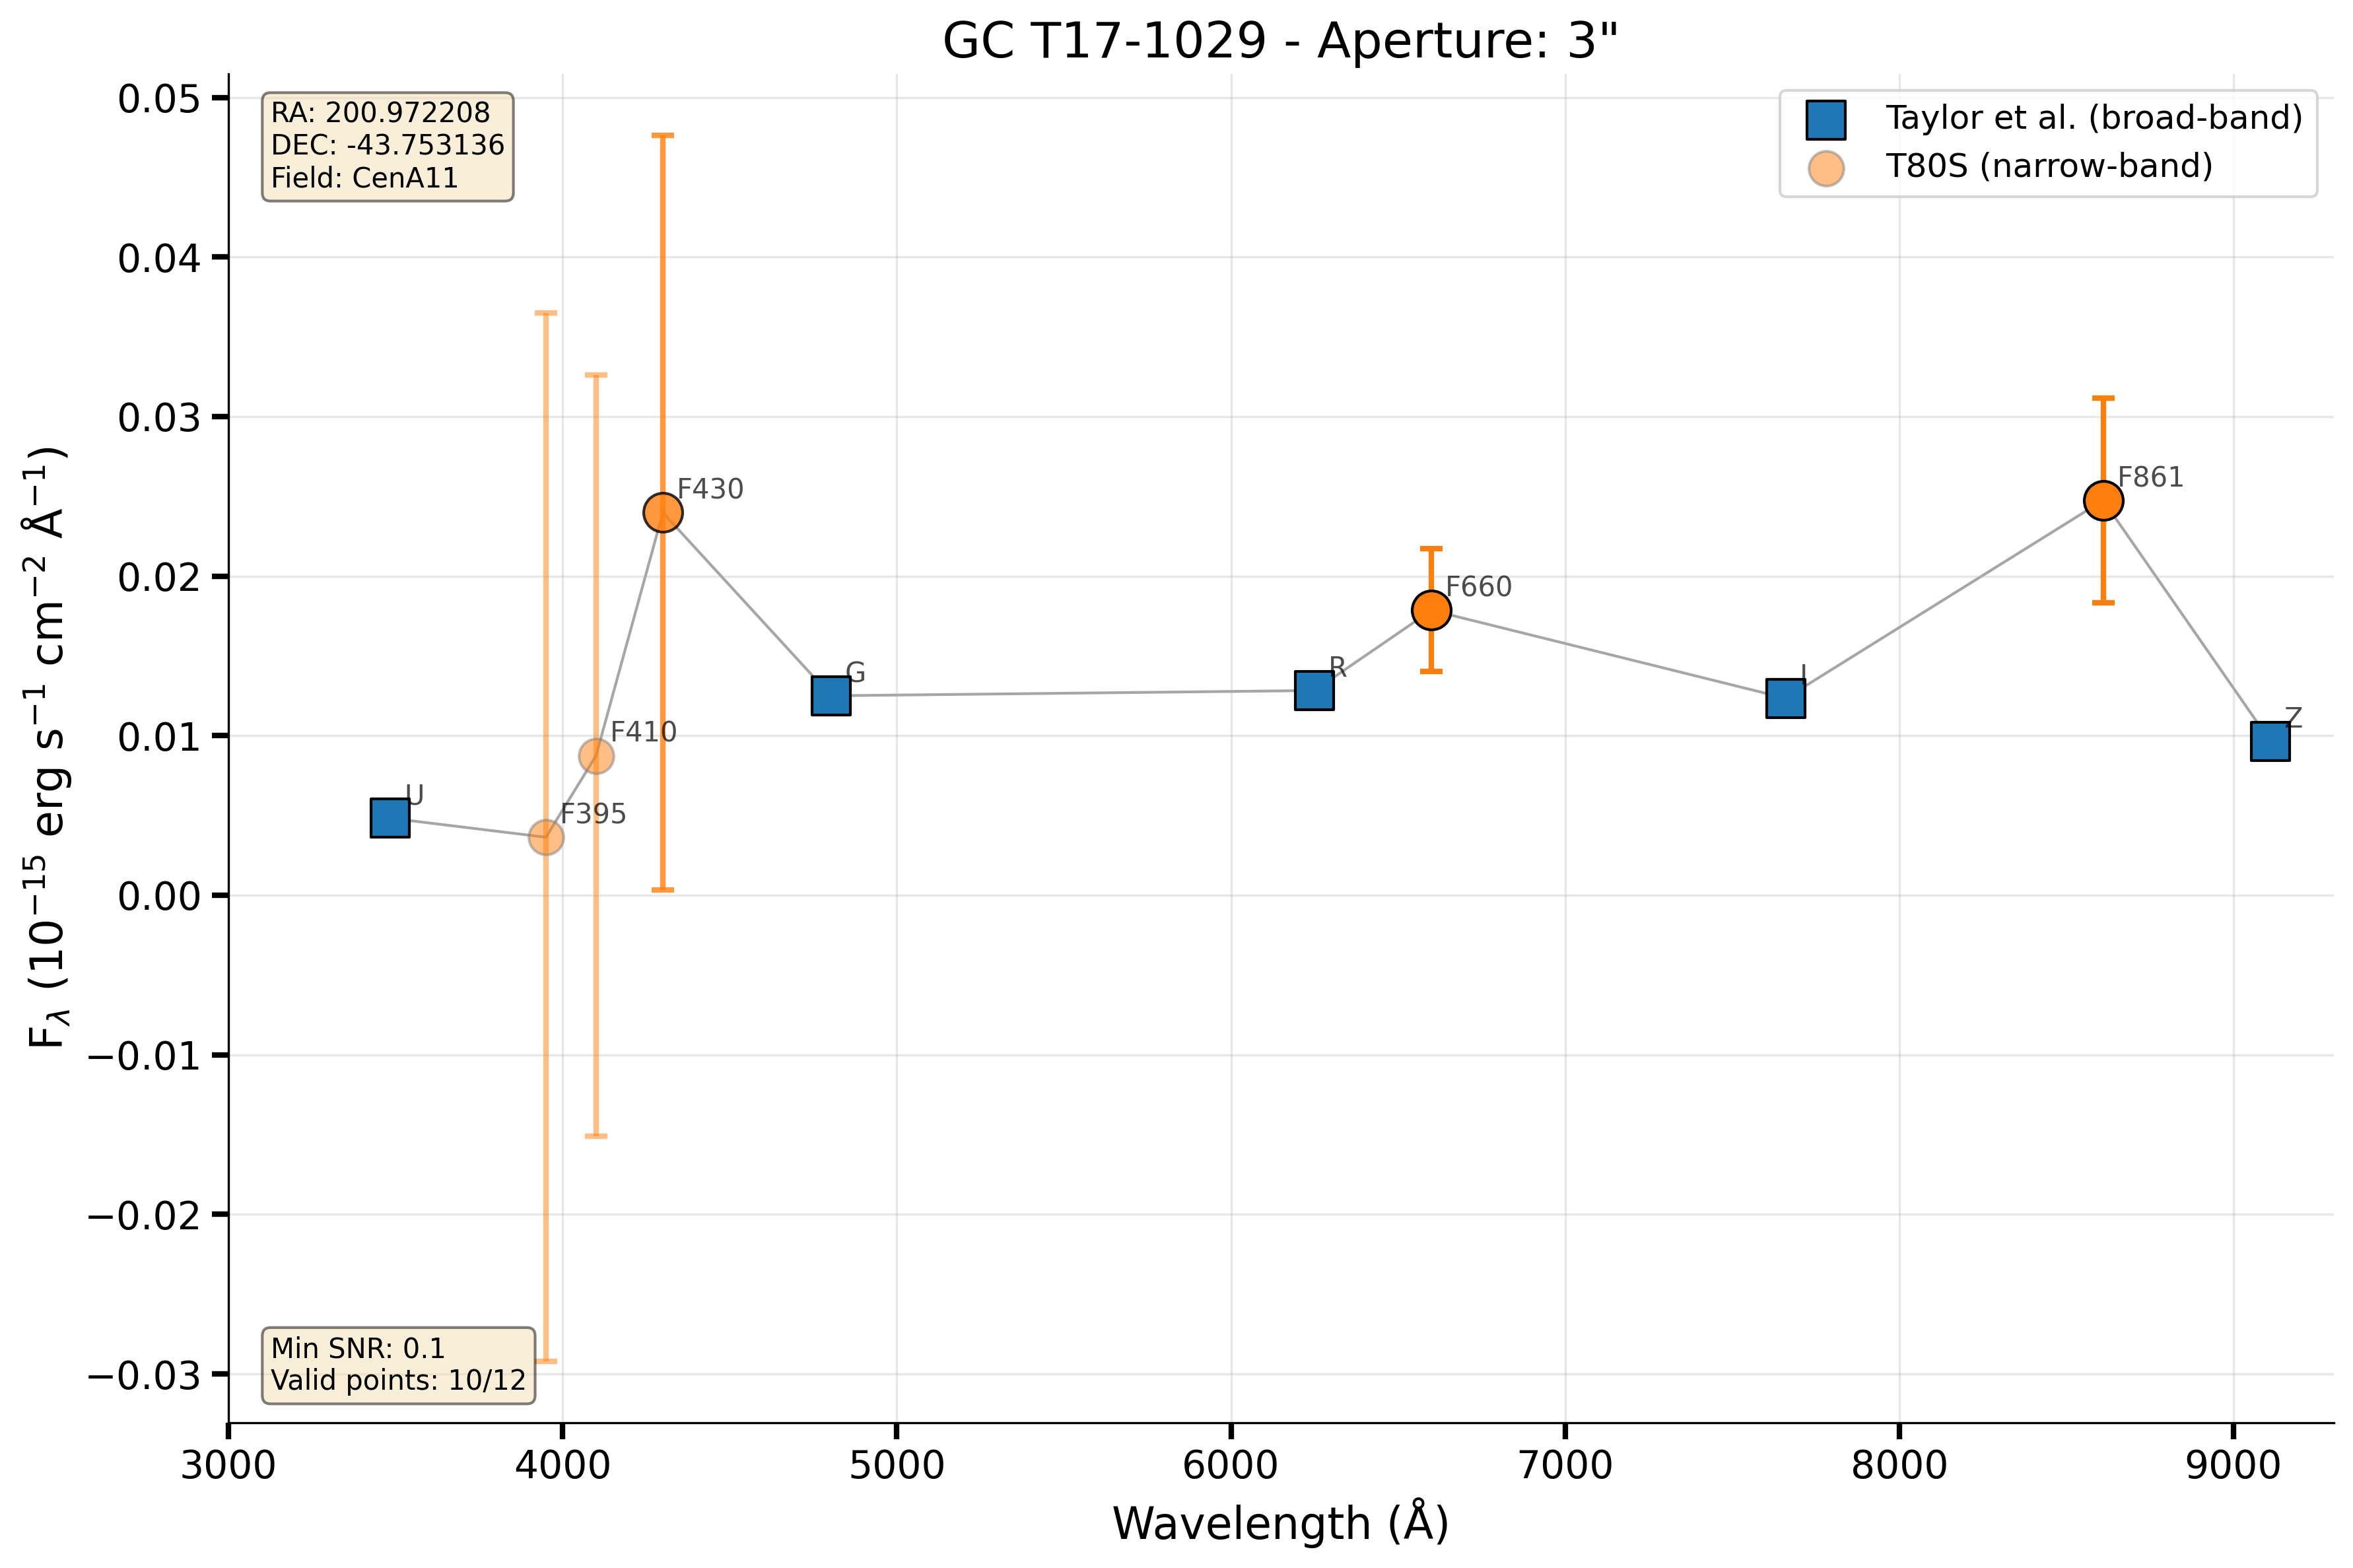 GC T17-1029 - Aperture: 3"
RA: 200.972208
DEC: -43.753136
Field: CenA11
Taylor et al. (broad-band)
T80S (narrow-band)
0.05
0.04
0.03
0.02
0.01
0.00
−0.01
−0.02
−0.03
F_λ (10⁻¹⁵ erg s⁻¹ cm⁻² Å⁻¹)
U
F395
F410
F430
G
R
F660
I
F861
Z
Min SNR: 0.1
Valid points: 10/12
3000 4000 5000 6000 7000 8000 9000
Wavelength (Å)